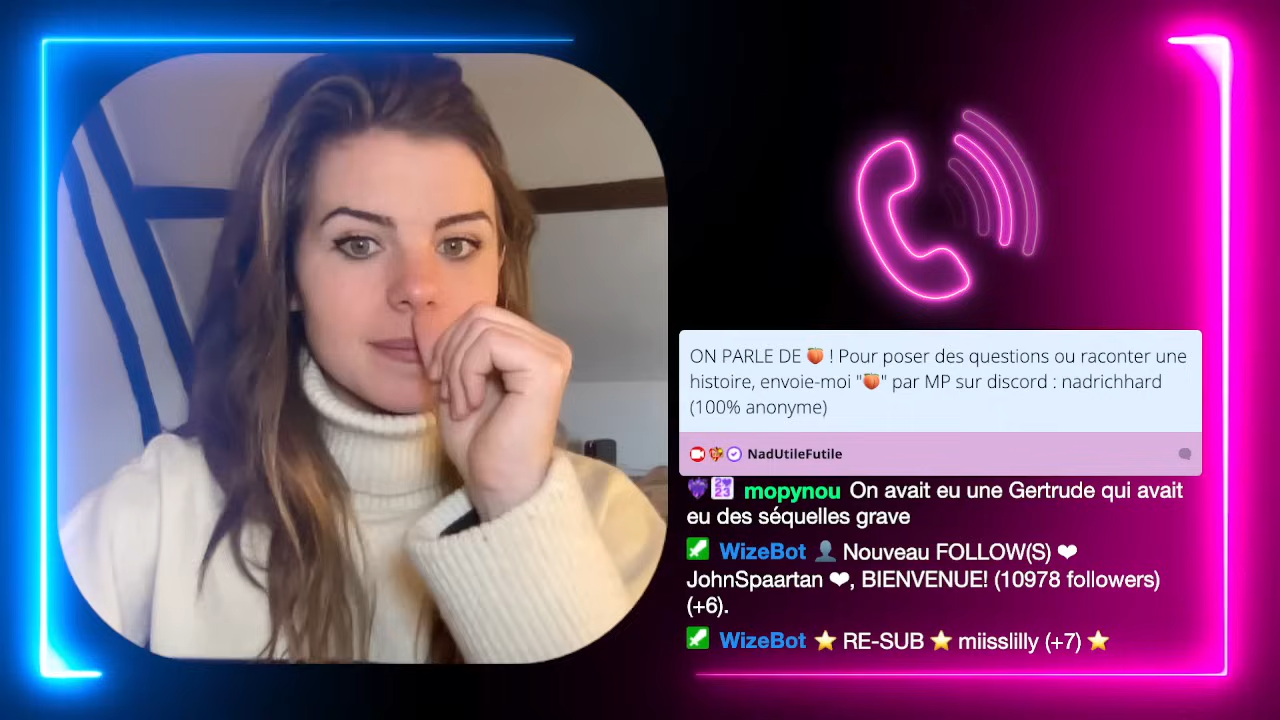 ON PARLE DE 🍑 ! Pour poser des questions ou raconter une
histoire, envoie-moi "🍑" par MP sur discord : nadrichhard
(100% anonyme)
NadUtileFutile
2023 mopynou On avait eu une Gertrude qui avait
eu des séquelles grave
WizeBot 👤 Nouveau FOLLOW(S) ❤
JohnSpaartan ❤, BIENVENUE! (10978 followers)
(+6).
WizeBot ⭐ RE-SUB ⭐ miisslilly (+7) ⭐